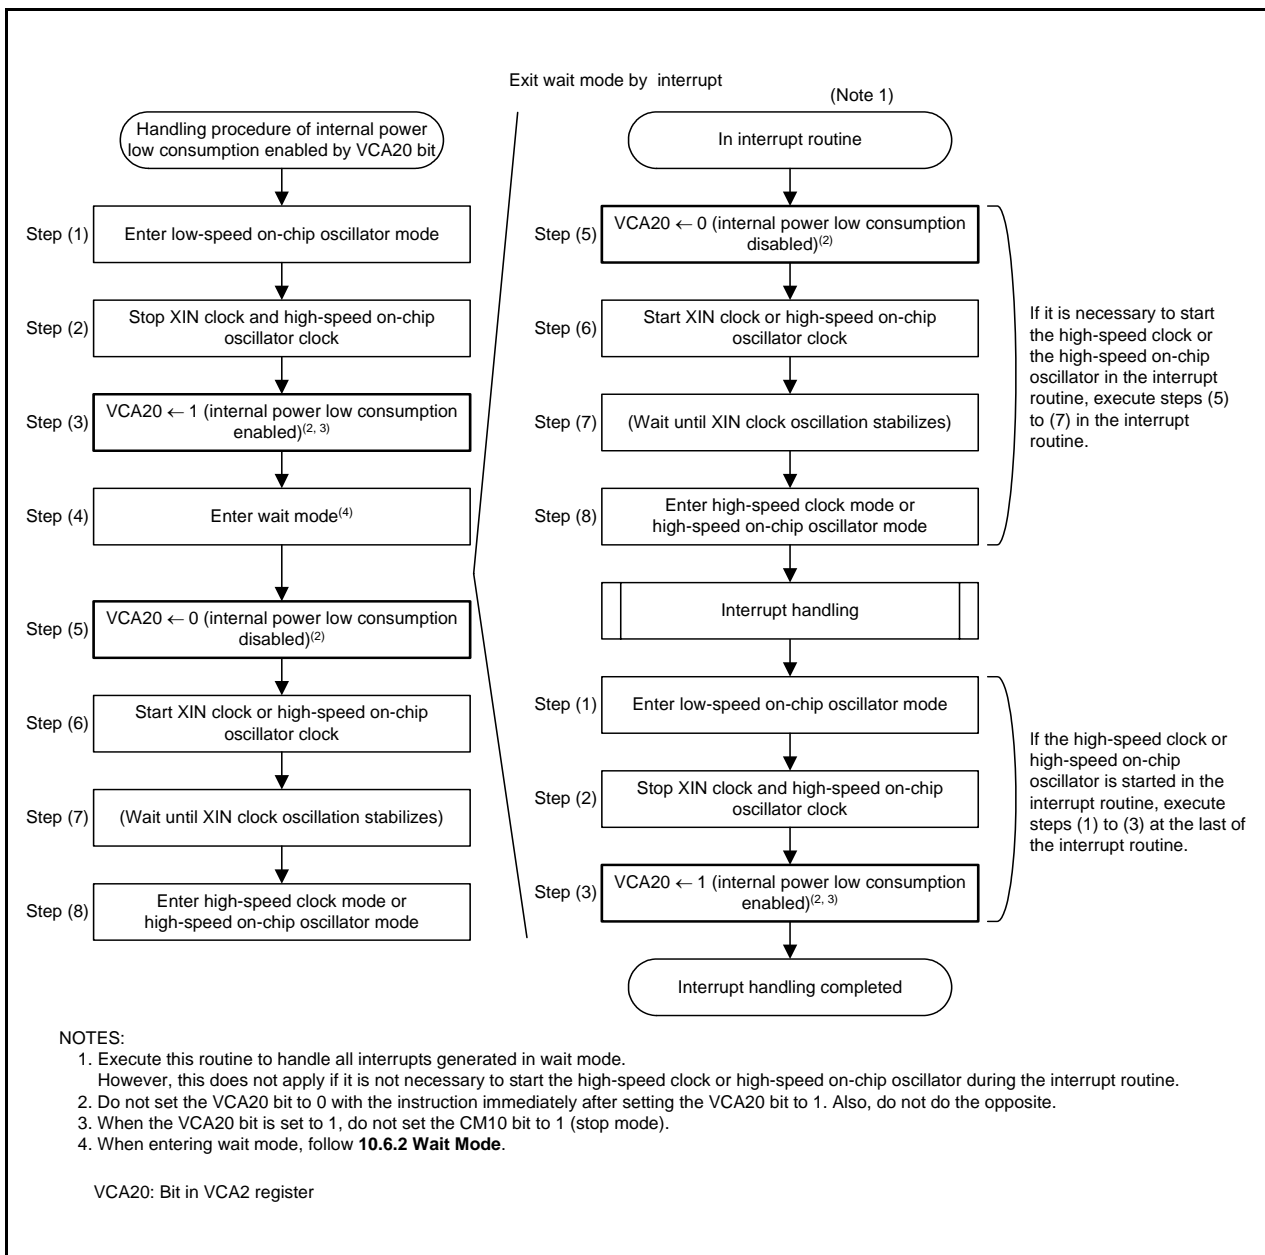 Exit wait mode by interrupt
(Note 1)
Handling procedure of internal power
low consumption enabled by VCA20 bit
Step (1)
Enter low-speed on-chip oscillator mode
Step (2)
Stop XIN clock and high-speed on-chip
oscillator clock
Step (3)
VCA20 ← 1 (internal power low consumption
enabled)(2, 3)
Step (4)
Enter wait mode(4)
Step (5)
VCA20 ← 0 (internal power low consumption
disabled)(2)
Step (6)
Start XIN clock or high-speed on-chip
oscillator clock
Step (7)
(Wait until XIN clock oscillation stabilizes)
Step (8)
Enter high-speed clock mode or
high-speed on-chip oscillator mode
In interrupt routine
Step (5)
VCA20 ← 0 (internal power low consumption
disabled)(2)
Step (6)
Start XIN clock or high-speed on-chip
oscillator clock
Step (7)
(Wait until XIN clock oscillation stabilizes)
Step (8)
Enter high-speed clock mode or
high-speed on-chip oscillator mode
If it is necessary to start
the high-speed clock or
the high-speed on-chip
oscillator in the interrupt
routine, execute steps (5)
to (7) in the interrupt
routine.
Interrupt handling
Step (1)
Enter low-speed on-chip oscillator mode
Step (2)
Stop XIN clock and high-speed on-chip
oscillator clock
Step (3)
VCA20 ← 1 (internal power low consumption
enabled)(2, 3)
If the high-speed clock or
high-speed on-chip
oscillator is started in the
interrupt routine, execute
steps (1) to (3) at the last of
the interrupt routine.
Interrupt handling completed
NOTES:
1. Execute this routine to handle all interrupts generated in wait mode.
However, this does not apply if it is not necessary to start the high-speed clock or high-speed on-chip oscillator during the interrupt routine.
2. Do not set the VCA20 bit to 0 with the instruction immediately after setting the VCA20 bit to 1. Also, do not do the opposite.
3. When the VCA20 bit is set to 1, do not set the CM10 bit to 1 (stop mode).
4. When entering wait mode, follow 10.6.2 Wait Mode.
VCA20: Bit in VCA2 register